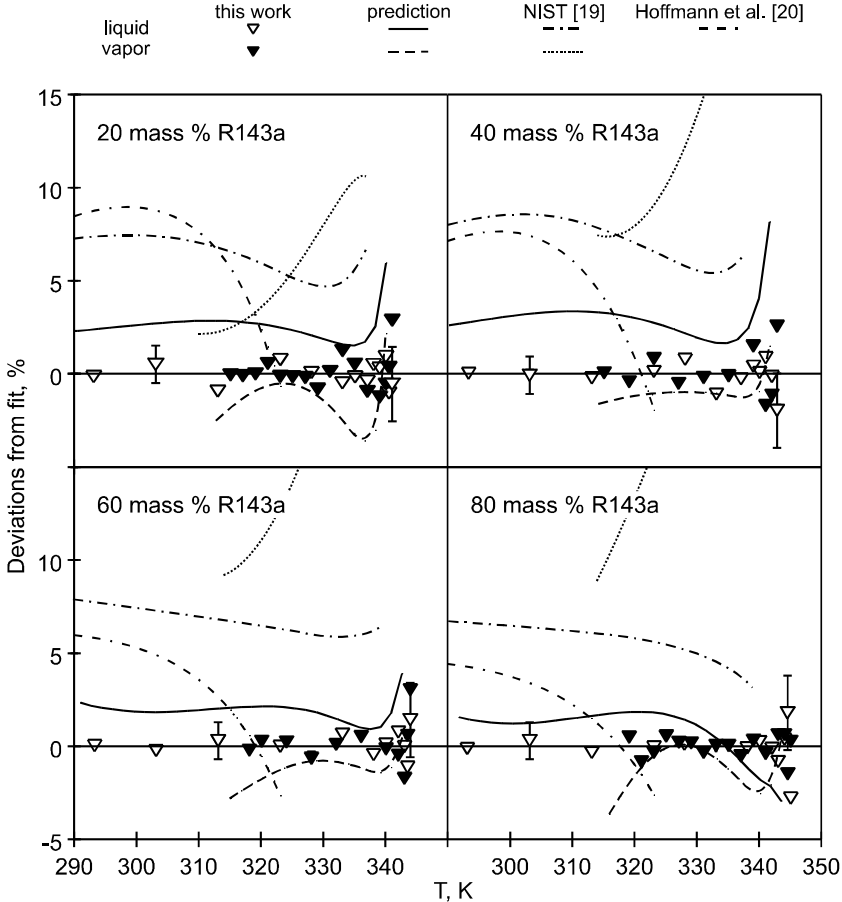 this work prediction NIST [19] Hoffmann et al. [20]
liquid
vapor
15
20 mass % R143a 40 mass % R143a
10
5
0
60 mass % R143a 80 mass % R143a
10
5
0
-5
290 300 310 320 330 340 300 310 320 330 340 350
T, K
Deviations from fit, %